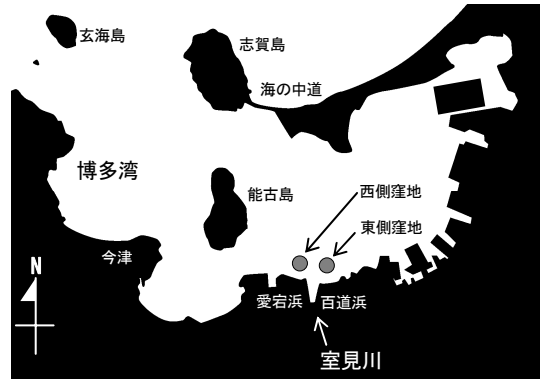 玄海島
志賀島
海の中道
博多湾
能古島
西側窪地
東側窪地
今津
N
愛宕浜
百道浜
室見川